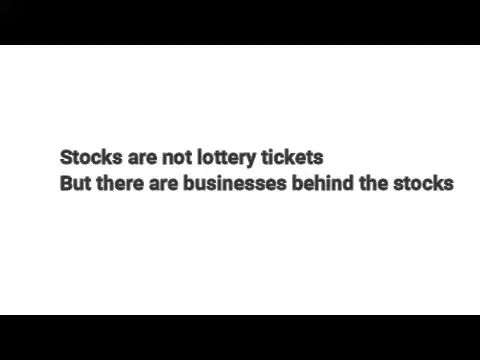 Stocks are not lottery tickets
But there are businesses behind the stocks